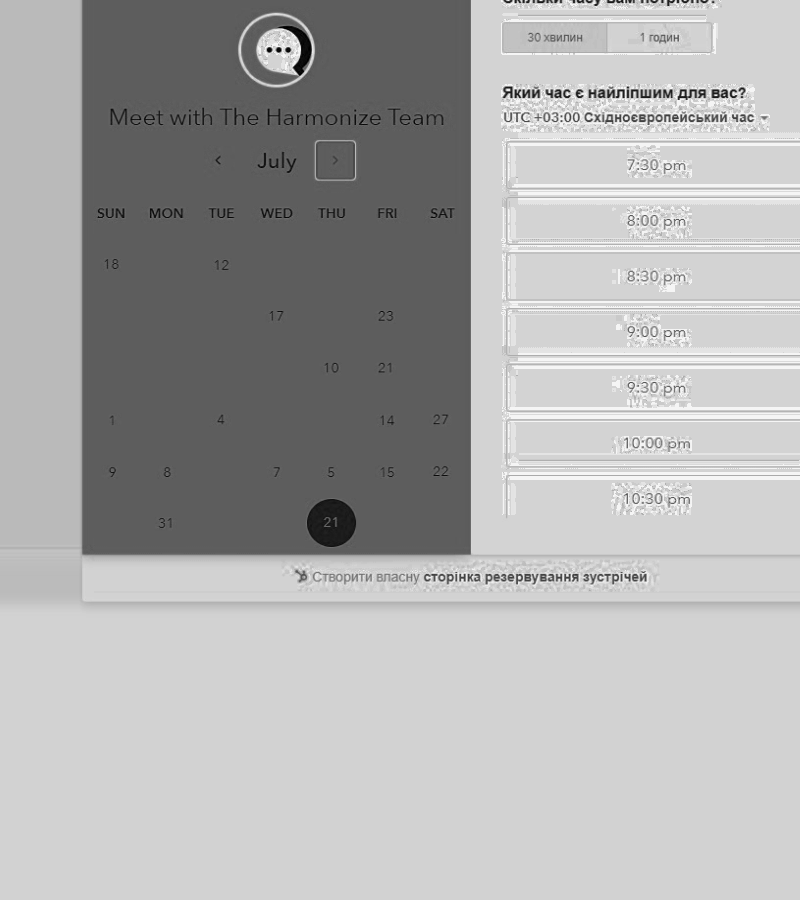 Скільки часу вам потрібно?
30 хвилин 1 годин
Meet with The Harmonize Team
July
SUN MON TUE WED THU FRI SAT
18 12
17 23
10 21
1 4 14 27
9 8 7 5 15 22
31 21
Який час є найліпшим для вас?
UTC +03:00 Східноєвропейський час
7:30 pm
8:00 pm
8:30 pm
9:00 pm
9:30 pm
10:00 pm
10:30 pm
Створити власну сторінка резервування зустрічей